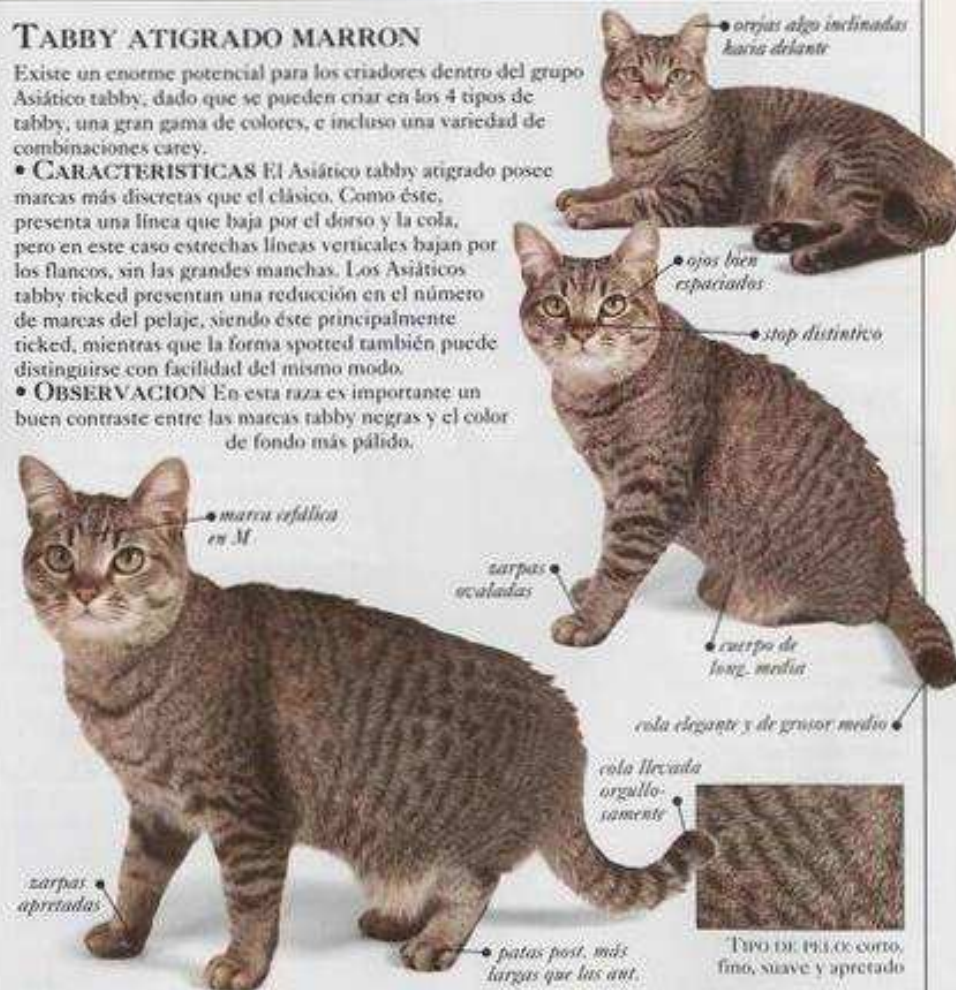 TABBY ATIGRADO MARRON
Existe un enorme potencial para los criadores dentro del grupo
Asiático tabby, dado que se pueden criar en los 4 tipos de
tabby, una gran gama de colores, e incluso una variedad de
combinaciones carey.
• CARACTERISTICAS El Asiático tabby atigrado posee
marcas más discretas que el clásico. Como éste,
presenta una línea que baja por el dorso y la cola,
pero en este caso estrechas líneas verticales bajan por
los flancos, sin las grandes manchas. Los Asiáticos
tabby ticked presentan una reducción en el número
de marcas del pelaje, siendo éste principalmente
ticked, mientras que la forma spotted también puede
distinguirse con facilidad del mismo modo.
• OBSERVACION En esta raza es importante un
buen contraste entre las marcas tabby negras y el color
de fondo más pálido.
orejas algo inclinadas
hacia delante
ojos bien
espaciados
stop distintivo
marca cefálica
en M
zarpas
ovaladas
cuerpo de
long. media
cola elegante y de grosor medio
cola llevada
orgullo-
samente
zarpas
apretadas
patas post. más
largas que las ant.
TIPO DE PELO: corto,
fino, suave y apretado